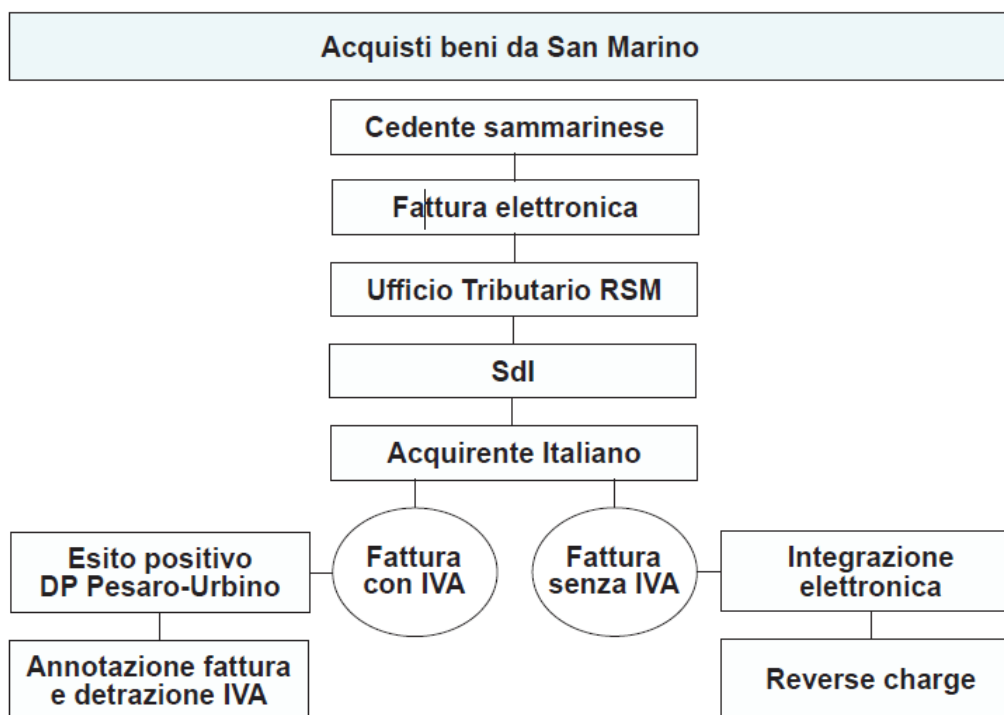 Acquisti beni da San Marino
Cedente sammarinese
Fattura elettronica
Ufficio Tributario RSM
SdI
Acquirente Italiano
Esito positivo
DP Pesaro-Urbino
Fattura
con IVA
Fattura
senza IVA
Integrazione
elettronica
Annotazione fattura
e detrazione IVA
Reverse charge